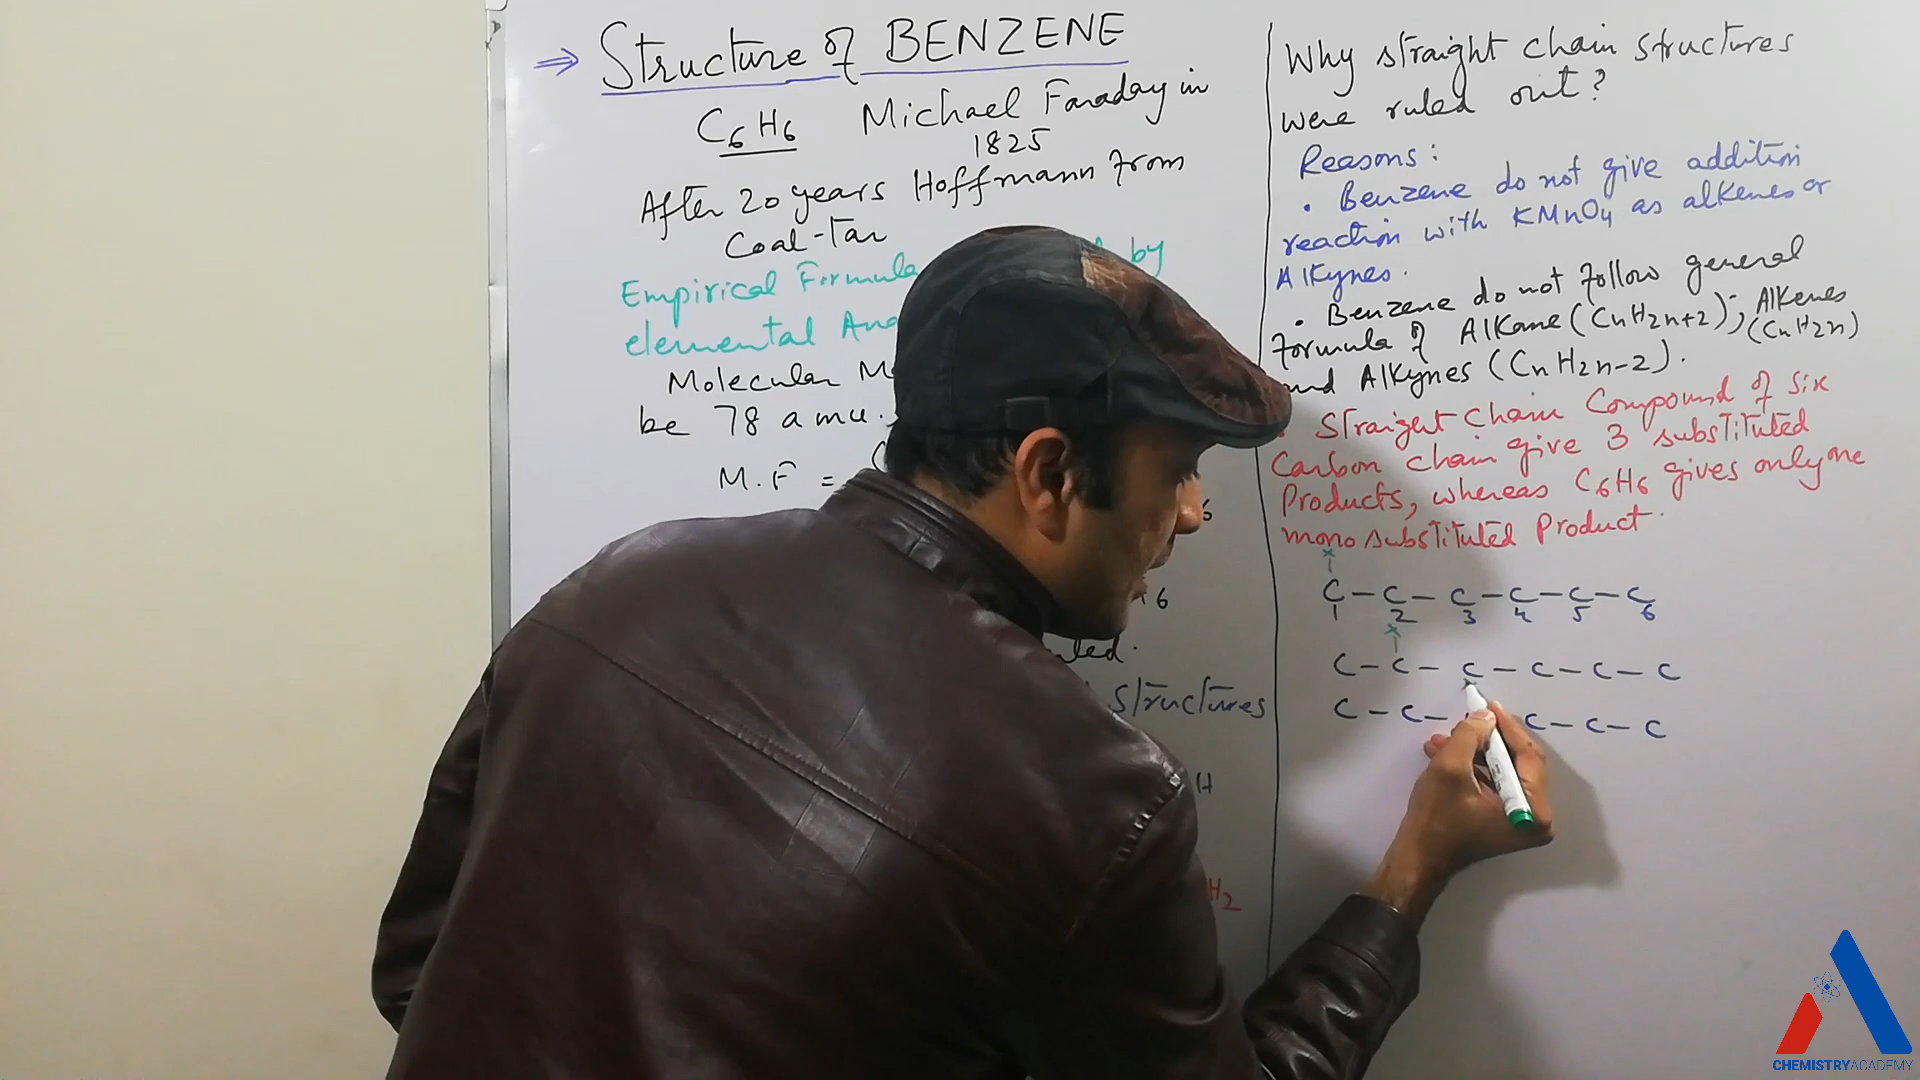 ⇒ Structure of BENZENE
C6H6 Michael Faraday in
1825
After 20 years Hoffmann from
Coal-Tar
Empirical Formula by
elemental
Molecular
be 78 amu.
M.F =
6
6
Structures
H
H2
Why straight chain structures
were ruled out?
Reasons:
• Benzene do not give addition
reaction with KMnO4 as alkenes or
Alkynes.
• Benzene do not follow general
formula of Alkane (CnH2n+2), Alkenes
(CnH2n)
and Alkynes (CnH2n-2).
• Straight chain Compound of six
Carbon chain give 3 substituted
Products, whereas C6H6 gives only one
mono substituted Product.
x
C-C-C-C-C-C
1 2 3 4 5 6
x
C-C-C-C-C-C
C-C- C-C-C
CHEMISTRYACADEMY